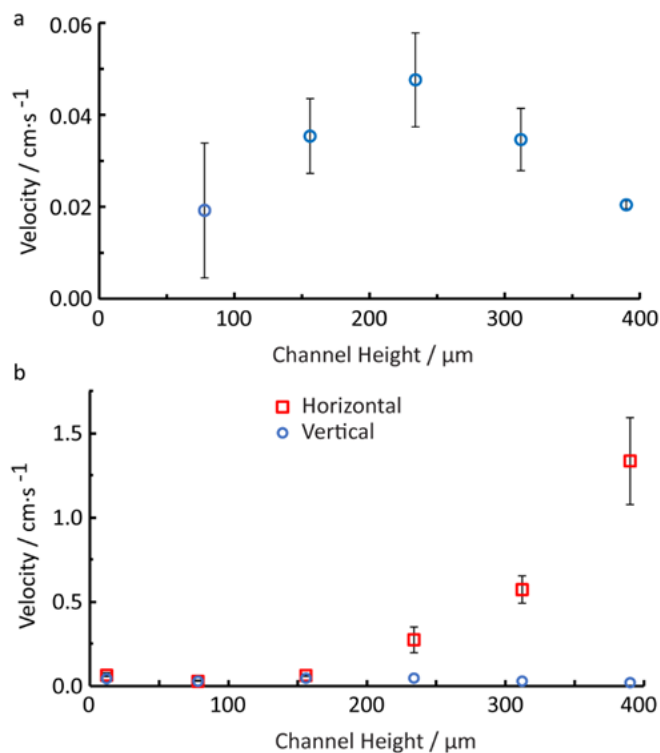 a
0.06
0.04
0.02
0.00
Velocity / cm·s⁻¹
0 100 200 300 400
Channel Height / μm
b
Horizontal
Vertical
1.5
1.0
0.5
0.0
Velocity / cm·s⁻¹
0 100 200 300 400
Channel Height / μm